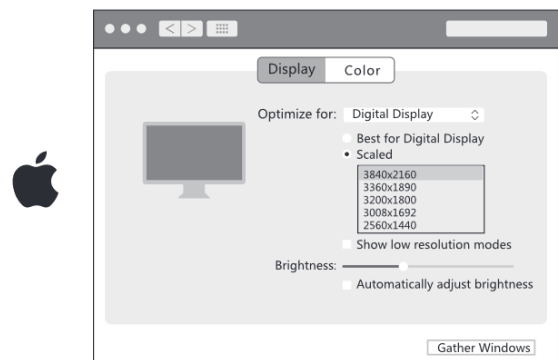 Display Color
Optimize for: Digital Display
Best for Digital Display
Scaled
3840x2160
3360x1890
3200x1800
3008x1692
2560x1440
Show low resolution modes
Brightness:
Automatically adjust brightness
Gather Windows